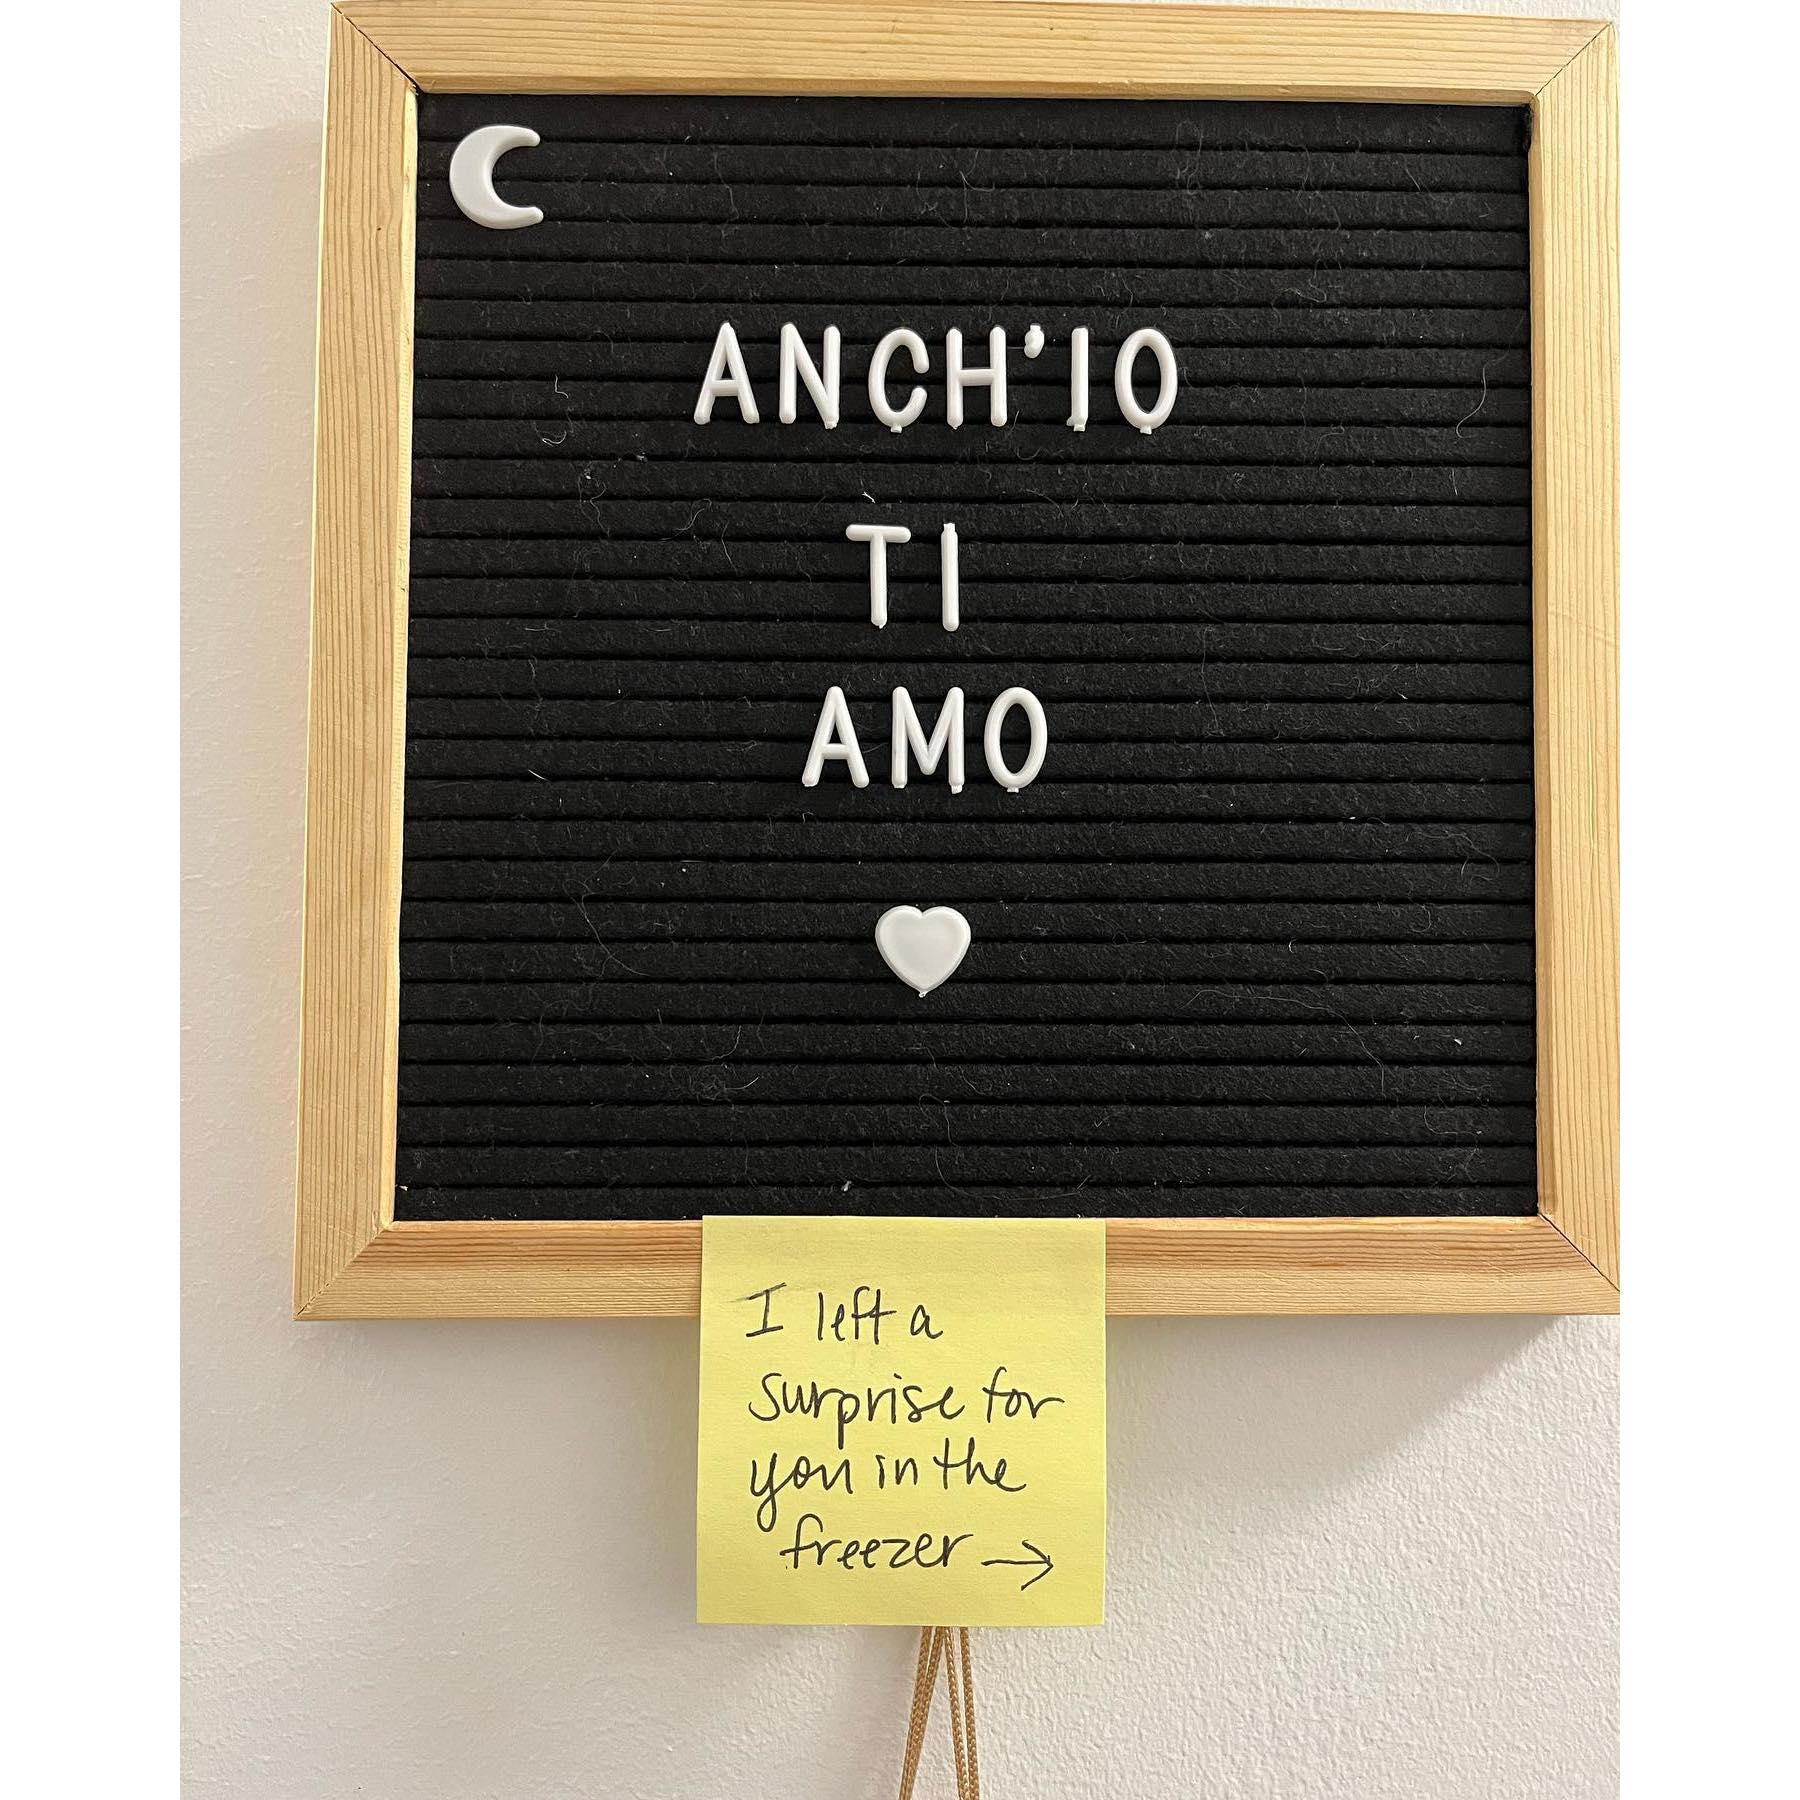 ANCH'IO
TI
AMO
I left a
surprise for
you in the
freezer →